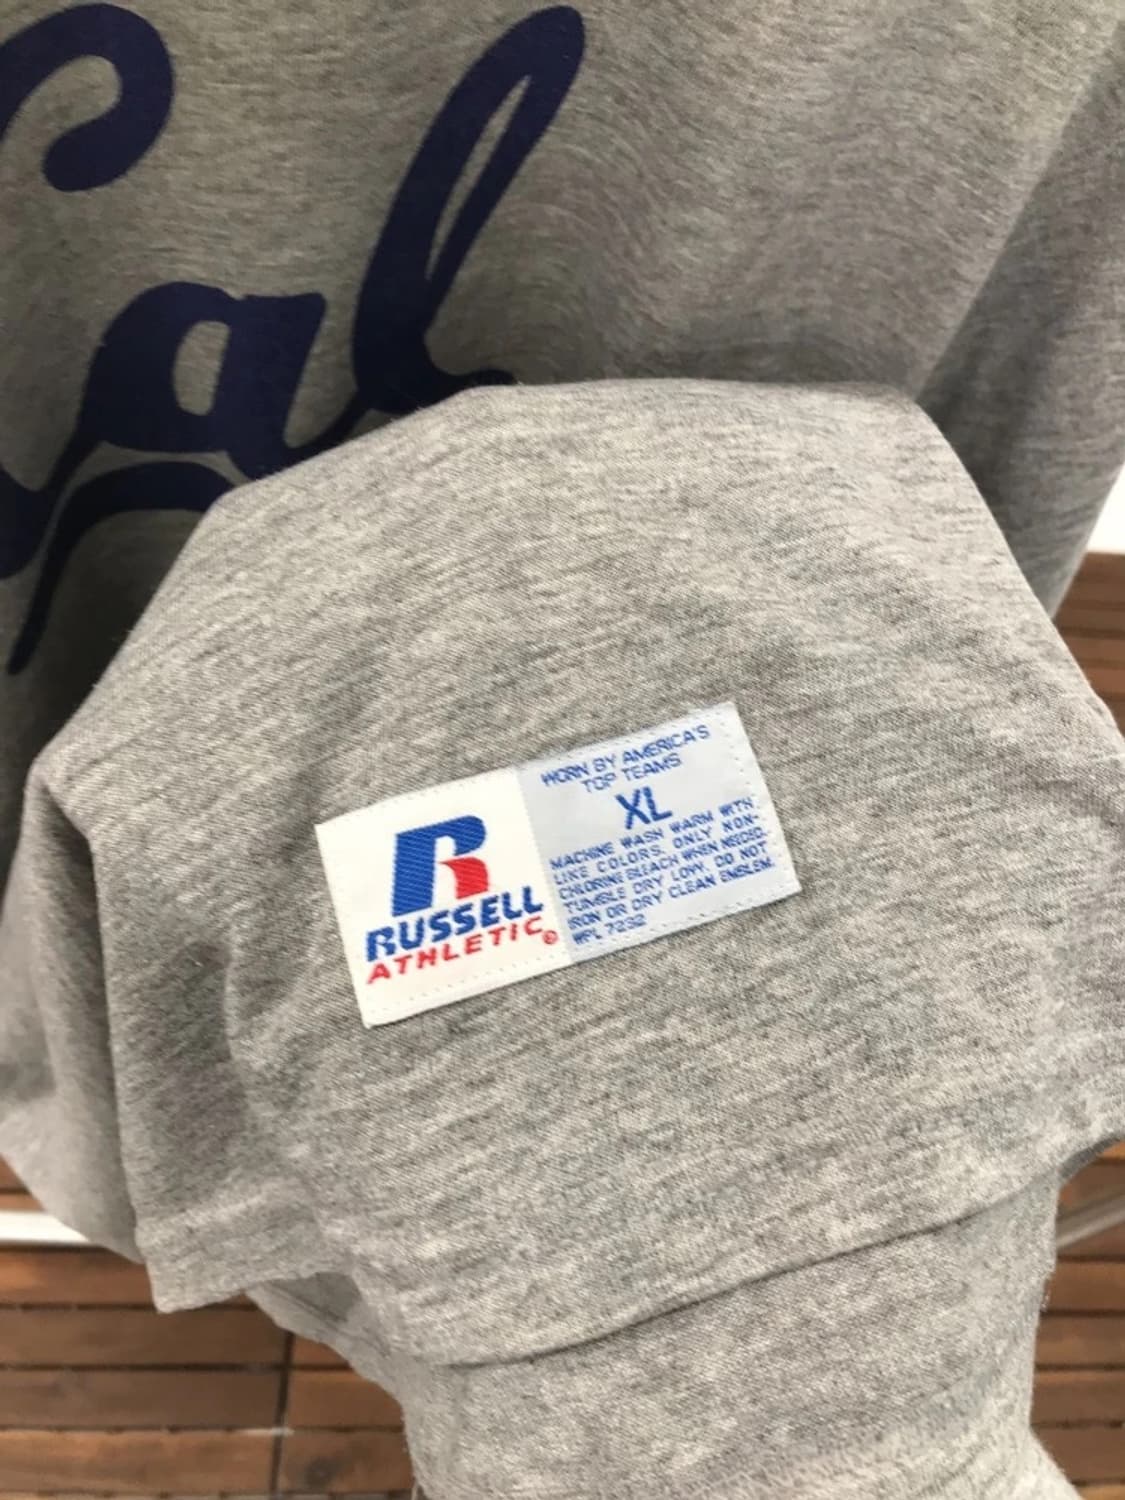 Cal
RUSSELL
ATHLETIC®
WORN BY AMERICA'S
TOP TEAMS
XL
MACHINE WASH WARM WITH
LIKE COLORS. ONLY NON-
CHLORINE BLEACH WHEN NEEDED.
TUMBLE DRY LOW. DO NOT
IRON OR DRY CLEAN EMBLEM.
WPL 7232